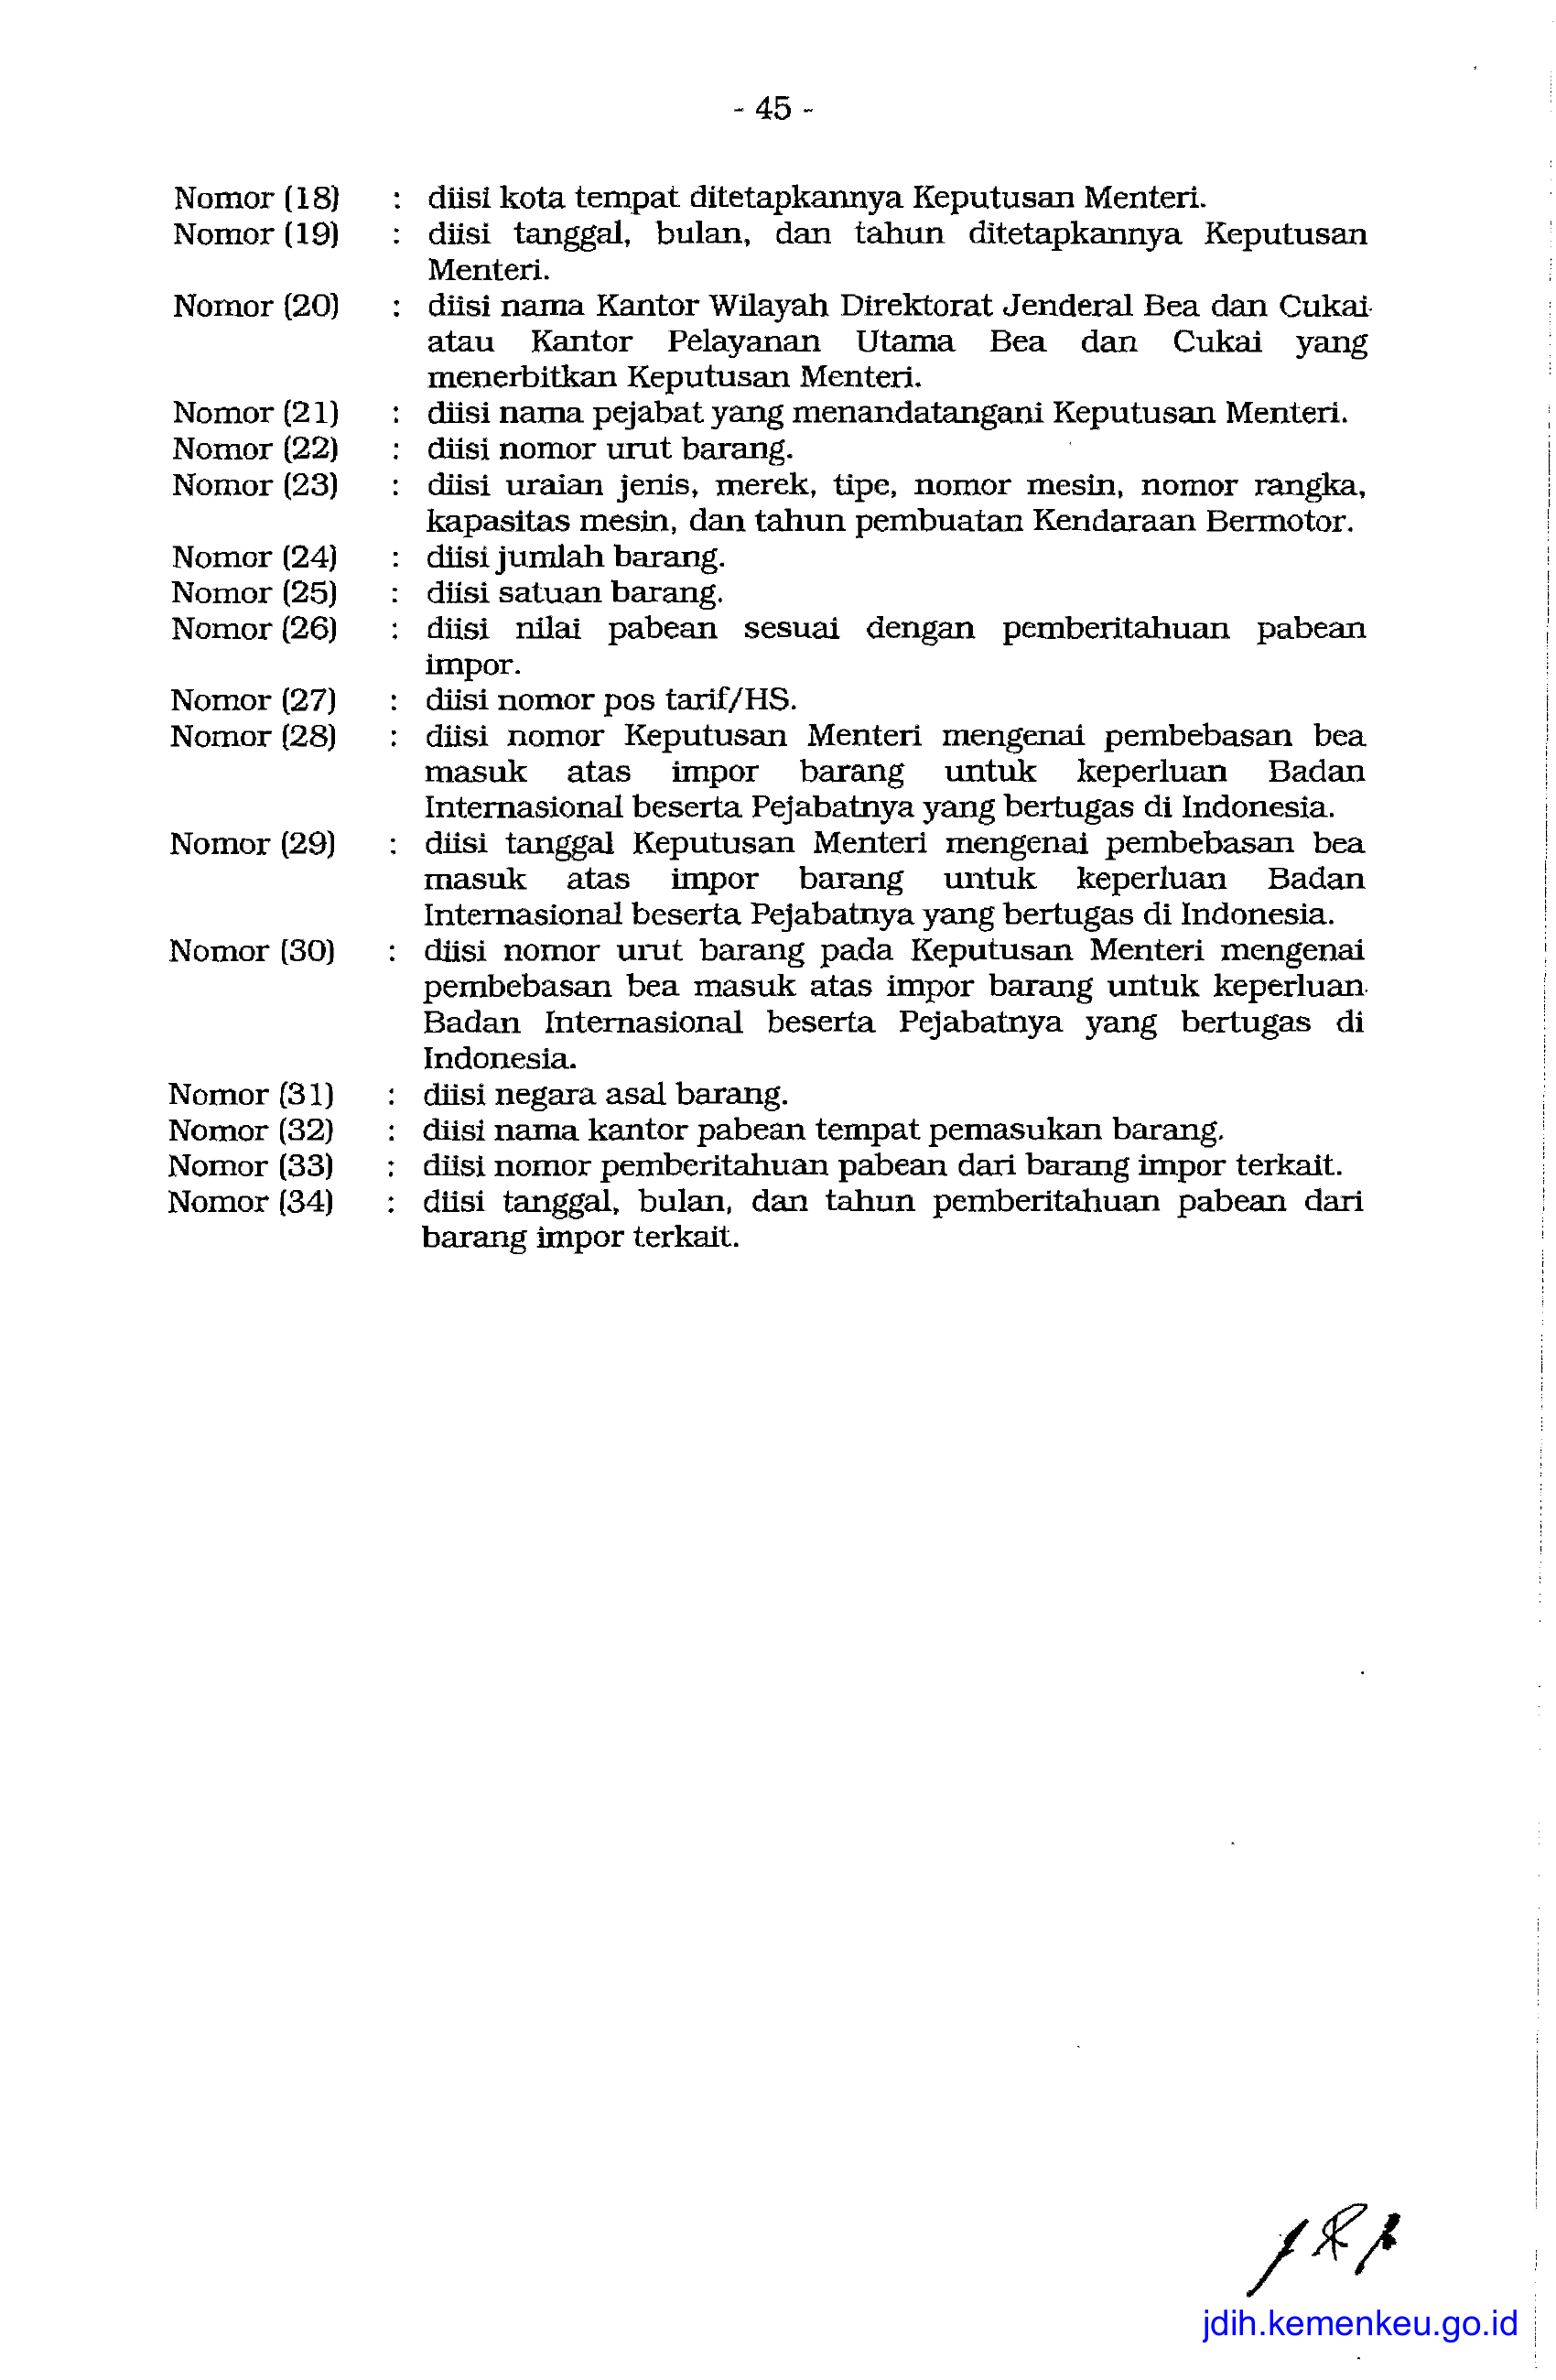 - 45 -
Nomor (18) : diisi kota tempat ditetapkannya Keputusan Menteri.
Nomor (19) : diisi tanggal, bulan, dan tahun ditetapkannya Keputusan
Menteri.
Nomor (20) : diisi nama Kantor Wilayah Direktorat Jenderal Bea dan Cukai
atau Kantor Pelayanan Utama Bea dan Cukai yang
menerbitkan Keputusan Menteri.
Nomor (21) : diisi nama pejabat yang menandatangani Keputusan Menteri.
Nomor (22) : diisi nomor urut barang.
Nomor (23) : diisi uraian jenis, merek, tipe, nomor mesin, nomor rangka,
kapasitas mesin, dan tahun pembuatan Kendaraan Bermotor.
Nomor (24) : diisi jumlah barang.
Nomor (25) : diisi satuan barang.
Nomor (26) : diisi nilai pabean sesuai dengan pemberitahuan pabean
impor.
Nomor (27) : diisi nomor pos tarif/HS.
Nomor (28) : diisi nomor Keputusan Menteri mengenai pembebasan bea
masuk atas impor barang untuk keperluan Badan
Internasional beserta Pejabatnya yang bertugas di Indonesia.
Nomor (29) : diisi tanggal Keputusan Menteri mengenai pembebasan bea
masuk atas impor barang untuk keperluan Badan
Internasional beserta Pejabatnya yang bertugas di Indonesia.
Nomor (30) : diisi nomor urut barang pada Keputusan Menteri mengenai
pembebasan bea masuk atas impor barang untuk keperluan
Badan Internasional beserta Pejabatnya yang bertugas di
Indonesia.
Nomor (31) : diisi negara asal barang.
Nomor (32) : diisi nama kantor pabean tempat pemasukan barang.
Nomor (33) : diisi nomor pemberitahuan pabean dari barang impor terkait.
Nomor (34) : diisi tanggal, bulan, dan tahun pemberitahuan pabean dari
barang impor terkait.
jdih.kemenkeu.go.id